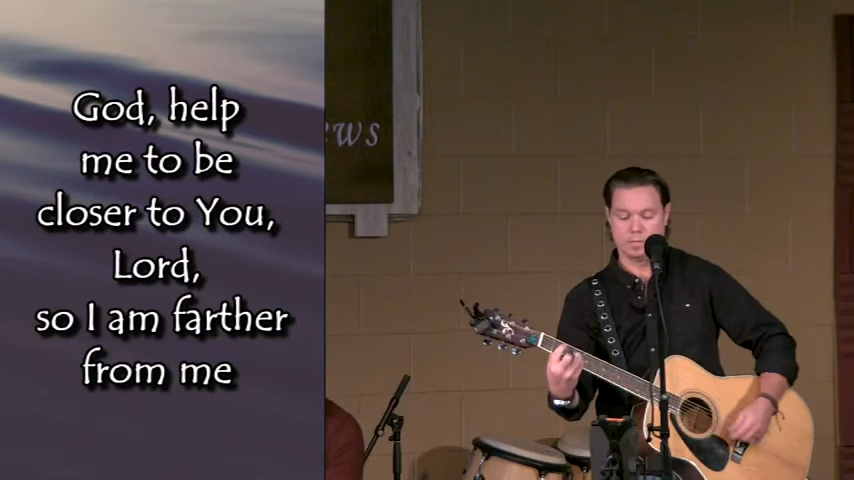 God, help
me to be
closer to You,
Lord,
so I am farther
from me